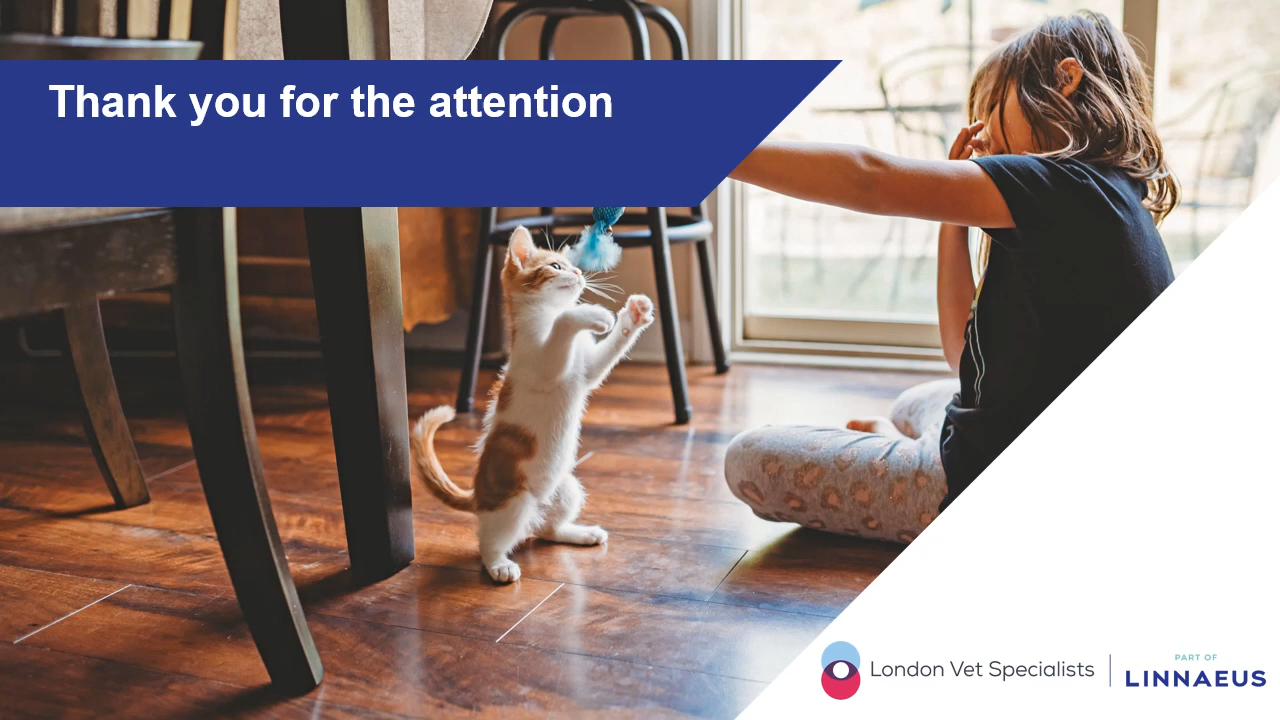 Thank you for the attention
London Vet Specialists
PART OF
LINNAEUS